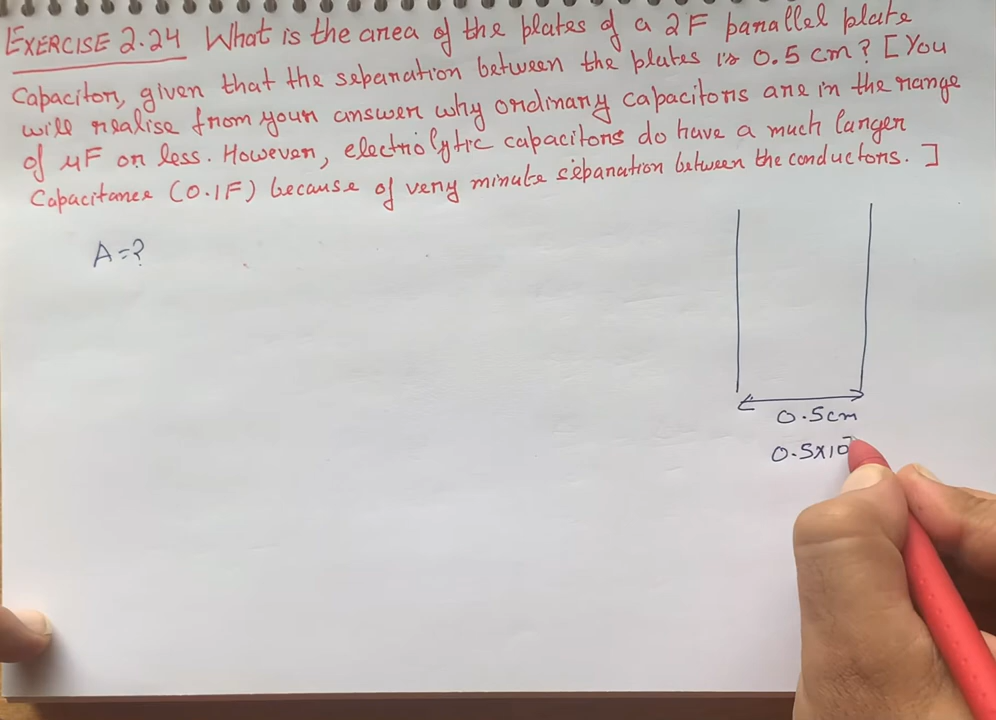 EXERCISE 2.24 What is the area of the plates of a 2F parallel plate
Capacitor, given that the separation between the plates is 0.5 cm? [You
will realise from your answer why ordinary capacitors are in the range
of μF or less. However, electrolytic capacitors do have a much larger
Capacitance (0.1F) because of very minute separation between the conductors.]
A=?
0.5cm
0.5×10